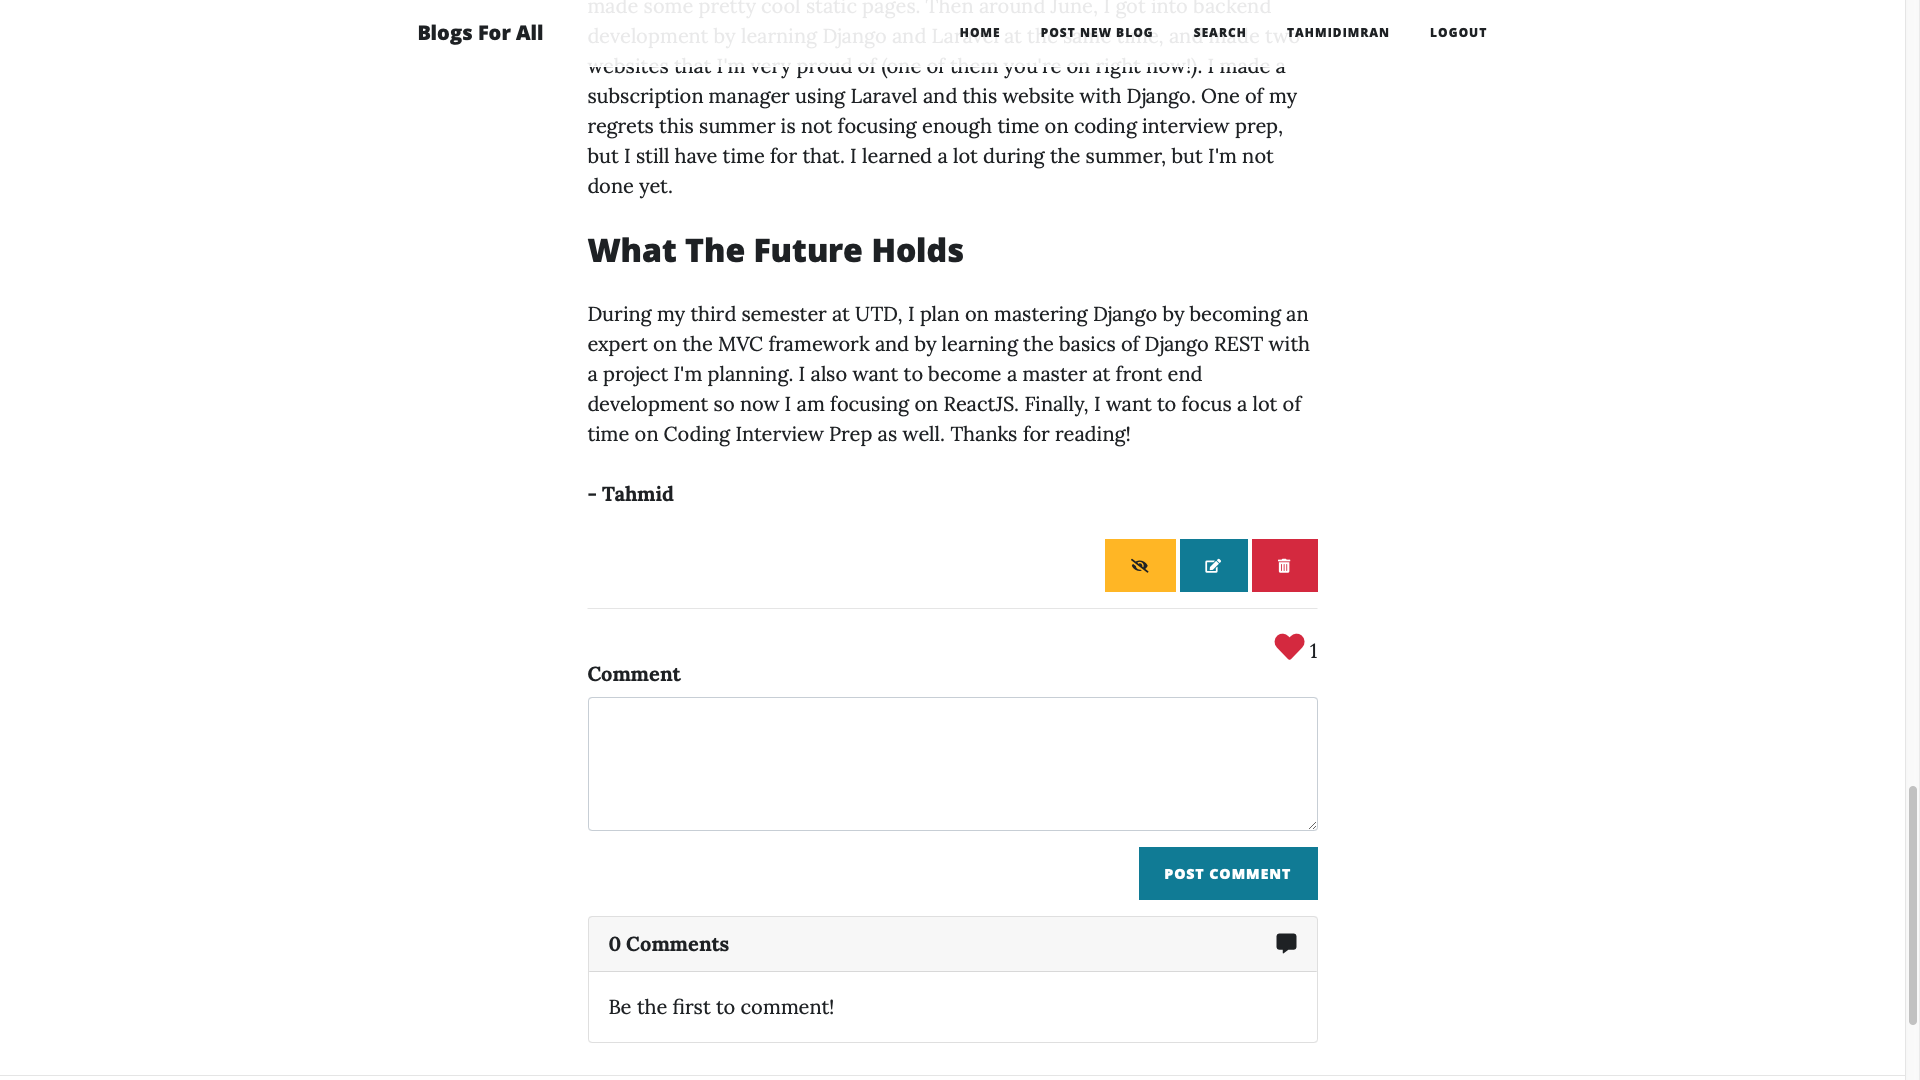 Blogs For All
HOME
POST NEW BLOG
SEARCH
TAHMIDIMRAN
LOGOUT
made some pretty cool static pages. Then around June, I got into backend
development by learning Django and Laravel at the same time, and made two
websites that I'm very proud of (one of them you're on right now!). I made a
subscription manager using Laravel and this website with Django. One of my
regrets this summer is not focusing enough time on coding interview prep,
but I still have time for that. I learned a lot during the summer, but I'm not
done yet.
What The Future Holds
During my third semester at UTD, I plan on mastering Django by becoming an
expert on the MVC framework and by learning the basics of Django REST with
a project I'm planning. I also want to become a master at front end
development so now I am focusing on ReactJS. Finally, I want to focus a lot of
time on Coding Interview Prep as well. Thanks for reading!
- Tahmid
1
Comment
POST COMMENT
0 Comments
Be the first to comment!